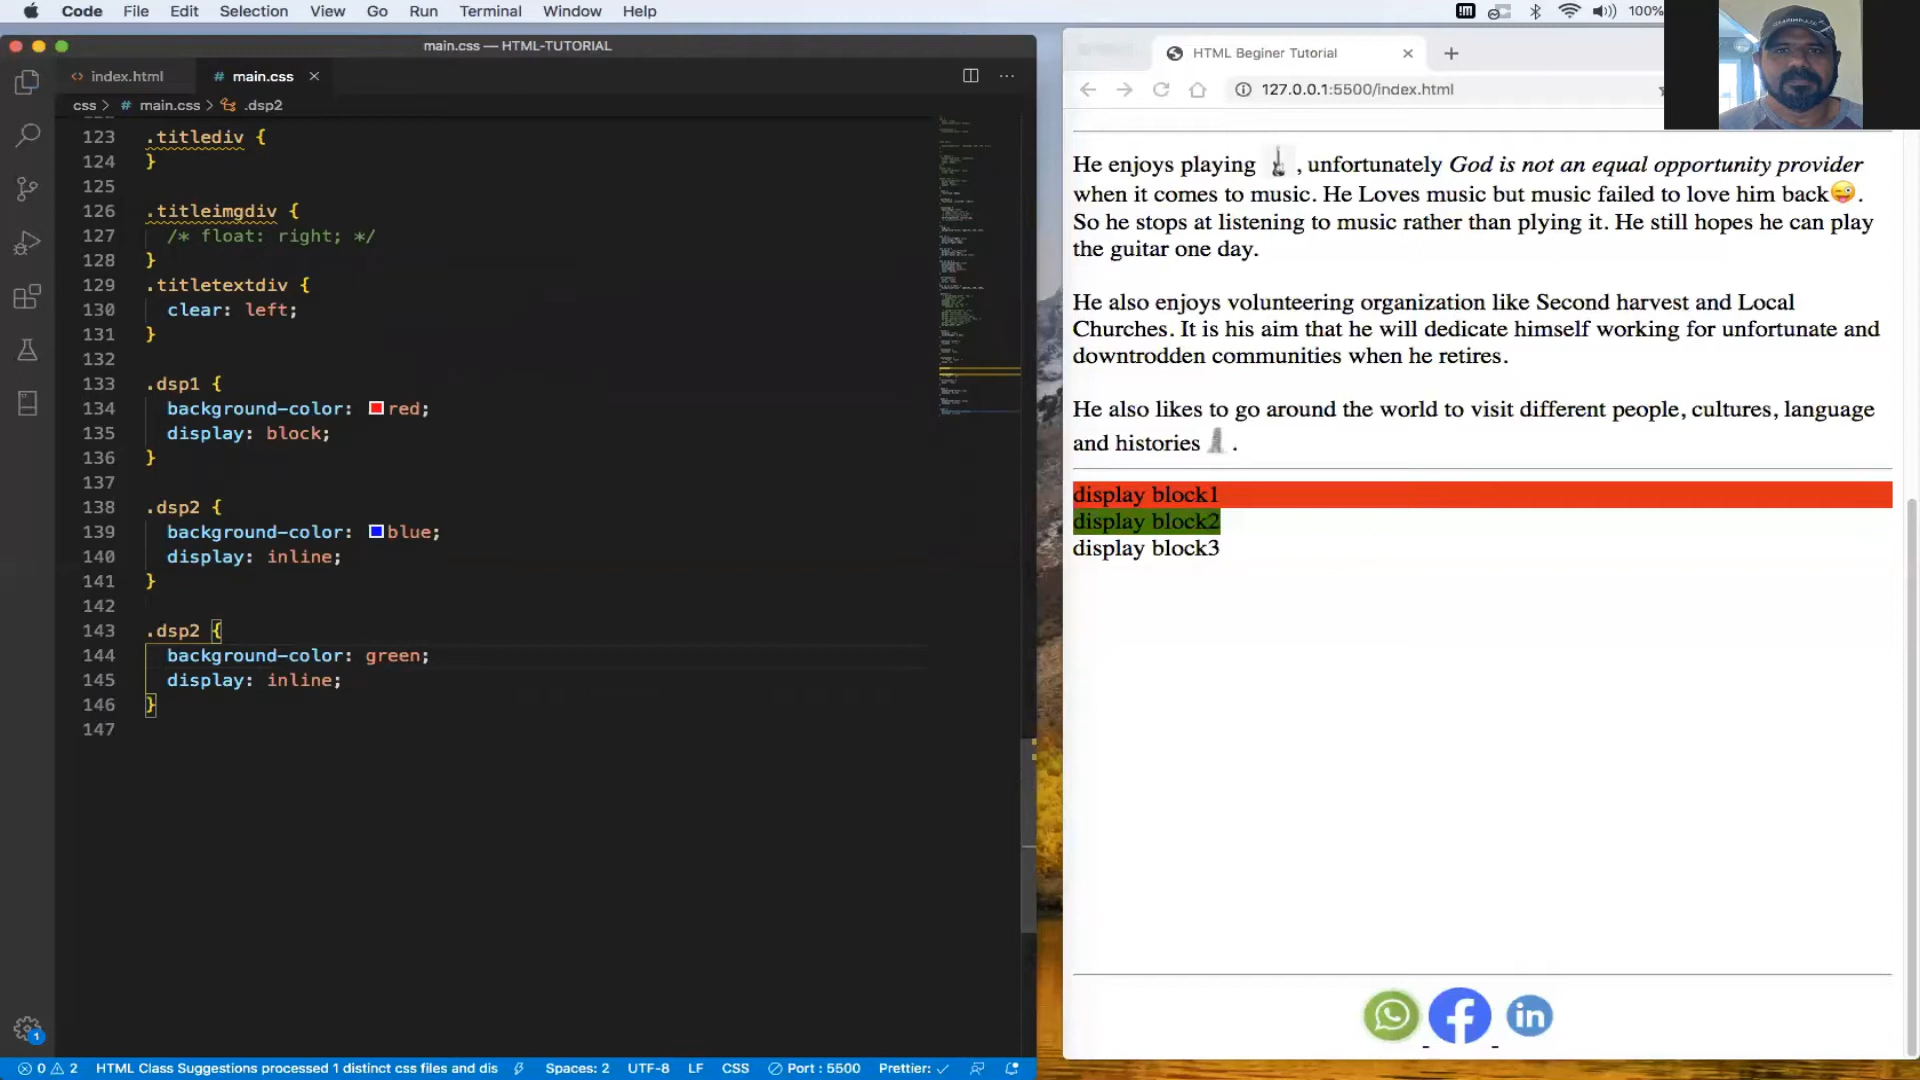 Code File Edit Selection View Go Run Terminal Window Help 100%
main.css — HTML-TUTORIAL
index.html main.css
css > # main.css > .dsp2
123 .titlediv {
124 }
125
126 .titleimgdiv {
127 /* float: right; */
128 }
129 .titletextdiv {
130 clear: left;
131 }
132
133 .dsp1 {
134 background-color: red;
135 display: block;
136 }
137
138 .dsp2 {
139 background-color: blue;
140 display: inline;
141 }
142
143 .dsp2 {
144 background-color: green;
145 display: inline;
146 }
147
1
0 2 HTML Class Suggestions processed 1 distinct css files and dis Spaces: 2 UTF-8 LF CSS Port : 5500 Prettier: ✓
HTML Beginer Tutorial
127.0.0.1:5500/index.html
He enjoys playing , unfortunately God is not an equal opportunity provider
when it comes to music. He Loves music but music failed to love him back😜.
So he stops at listening to music rather than plying it. He still hopes he can play
the guitar one day.
He also enjoys volunteering organization like Second harvest and Local
Churches. It is his aim that he will dedicate himself working for unfortunate and
downtrodden communities when he retires.
He also likes to go around the world to visit different people, cultures, language
and histories .
display block1
display block2
display block3
f in